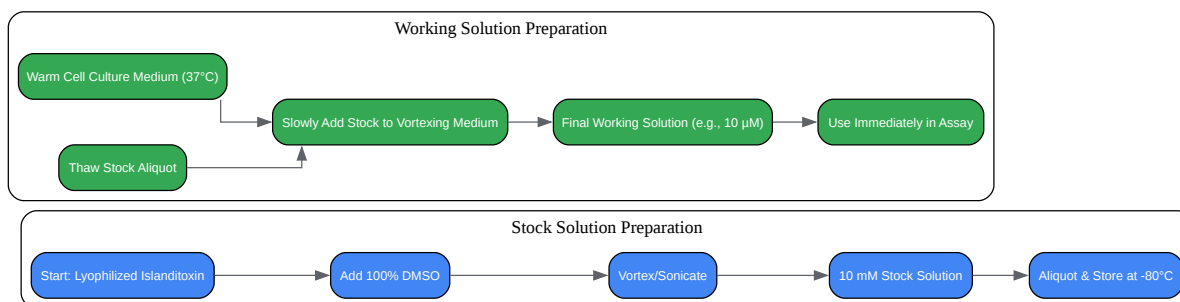 Working Solution Preparation
Warm Cell Culture Medium (37°C)
Slowly Add Stock to Vortexing Medium
Final Working Solution (e.g., 10 µM)
Use Immediately in Assay
Thaw Stock Aliquot
Stock Solution Preparation
Start: Lyophilized Islanditoxin
Add 100% DMSO
Vortex/Sonicate
10 mM Stock Solution
Aliquot & Store at -80°C